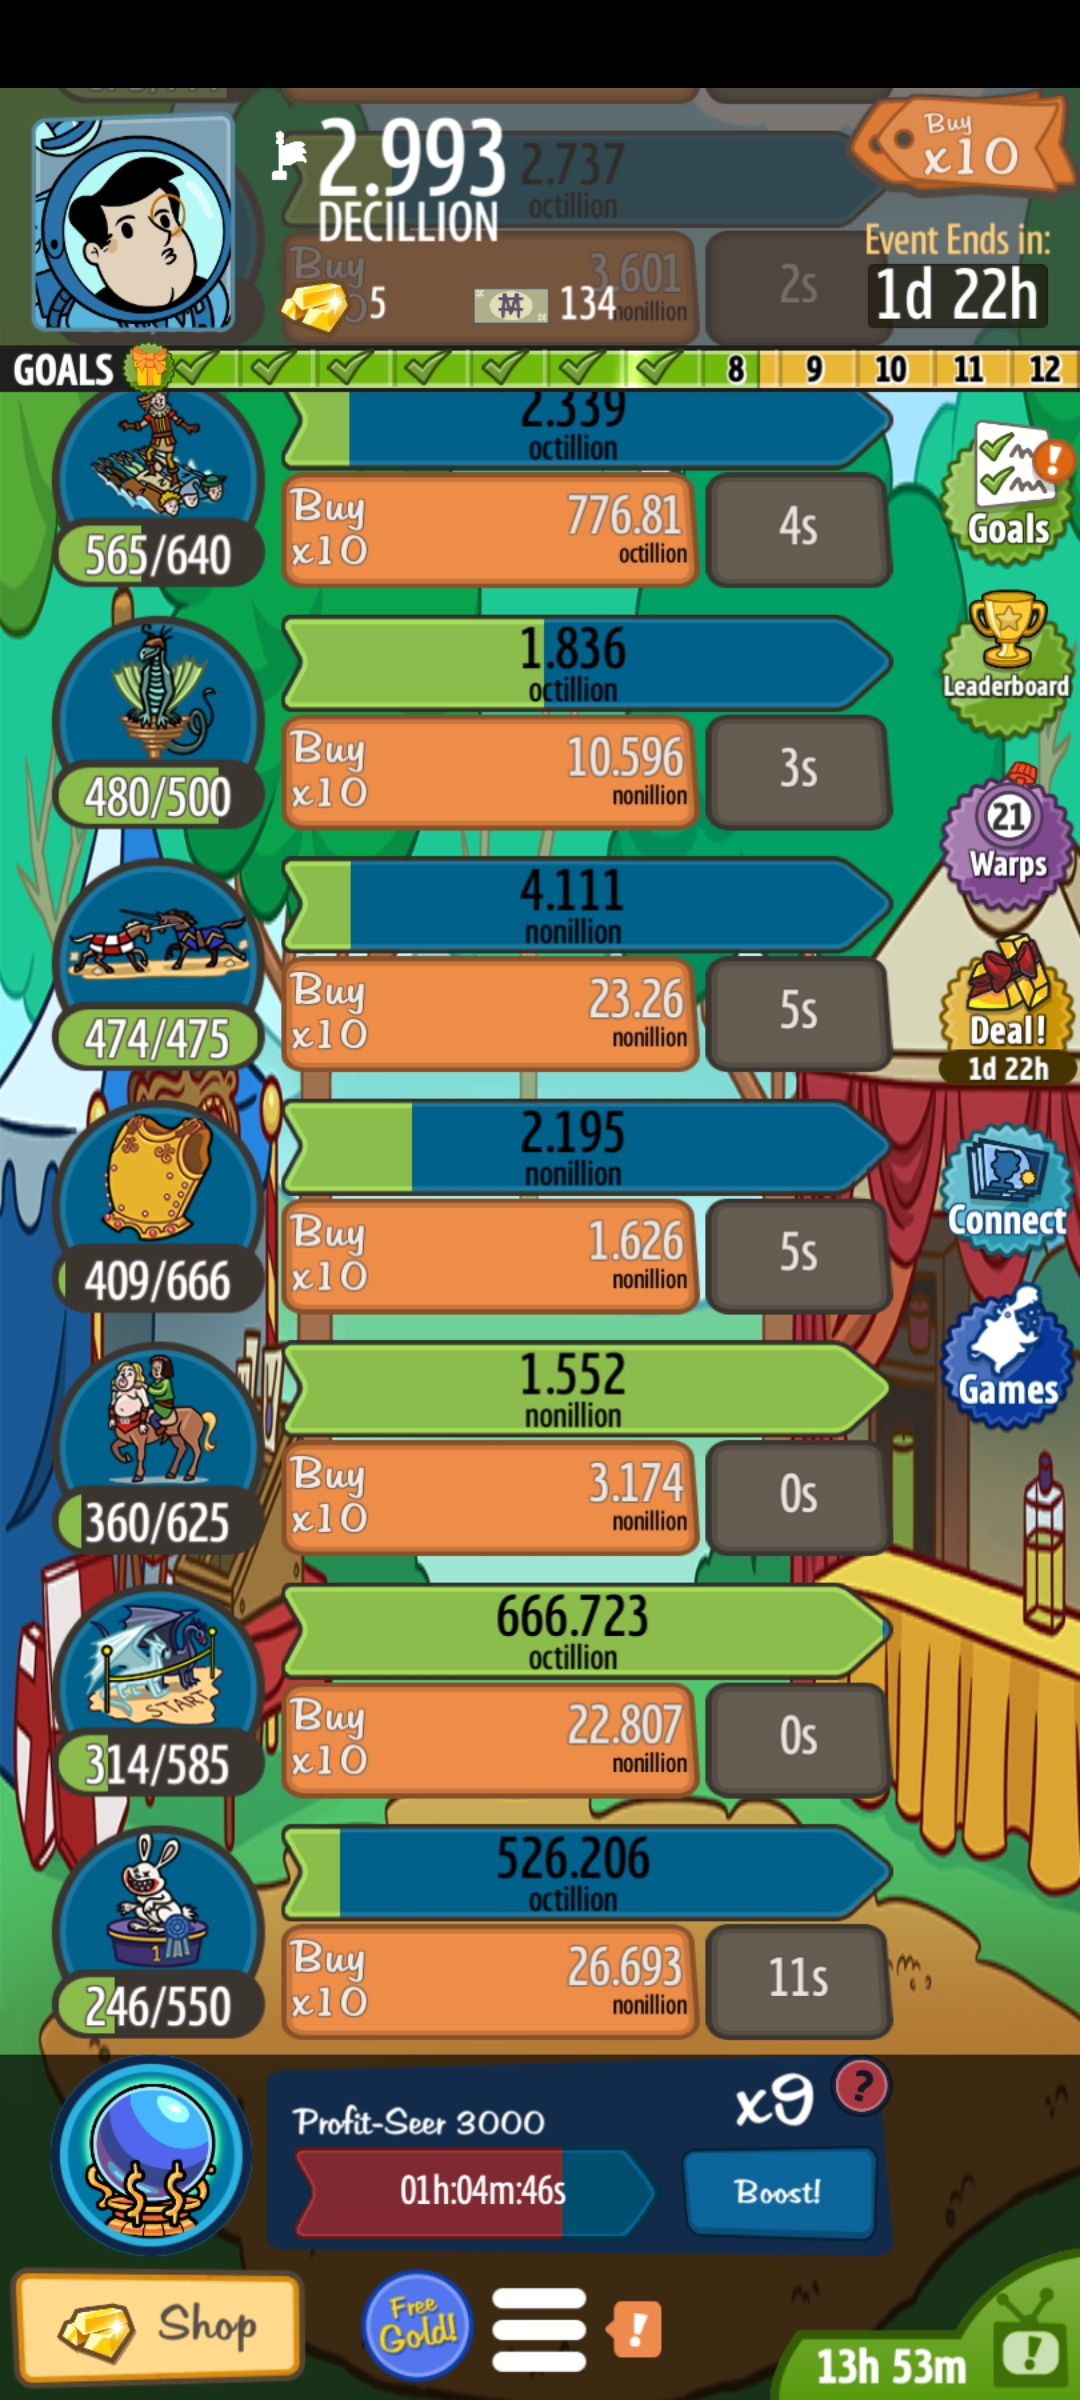 2.993
DECILLION
2.737
octillion
Buy
x10
Event Ends in:
1d 22h
Buy
3.601
nonillion
2s
5
134
GOALS
8
9
10
11
12
2.339
octillion
Buy
x10
776.81
octillion
4s
565/640
Goals
1.836
octillion
Buy
x10
10.596
nonillion
3s
480/500
Leaderboard
21
Warps
4.111
nonillion
Buy
x10
23.26
nonillion
5s
474/475
Deal!
1d 22h
2.195
nonillion
Buy
x10
1.626
nonillion
5s
409/666
Connect
1.552
nonillion
Buy
x10
3.174
nonillion
0s
360/625
Games
666.723
octillion
START
Buy
x10
22.807
nonillion
0s
314/585
526.206
octillion
1
Buy
x10
26.693
nonillion
11s
246/550
Profit-Seer 3000
x9
?
01h:04m:46s
Boost!
Shop
Free
Gold!
!
13h 53m
!